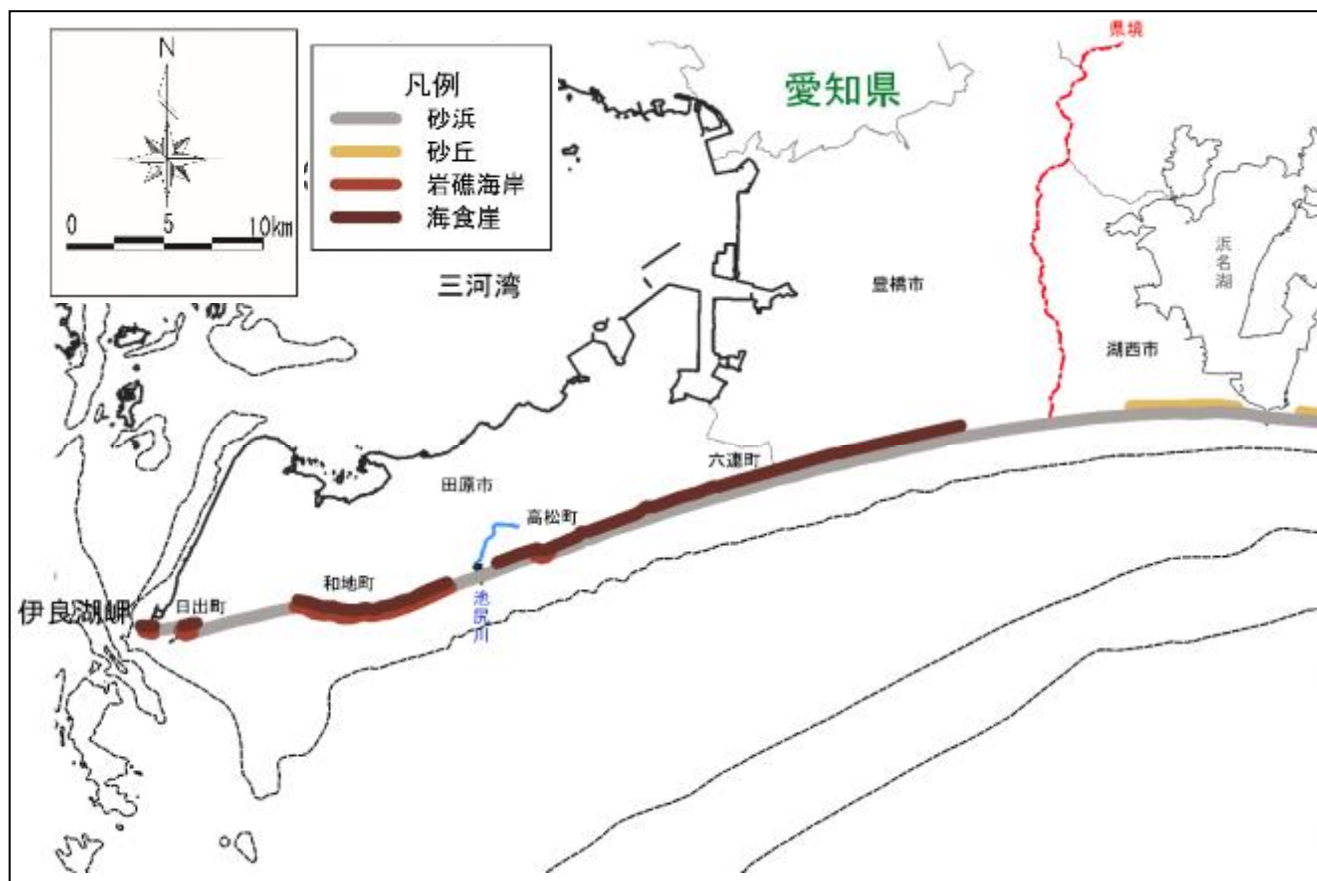 N
0 5 10km
凡例
砂浜
砂丘
岩礁海岸
海食崖
県境
愛知県
三河湾
豊橋市
浜名湖
湖西市
六連町
田原市
高松町
和地町
池尻川
日出町
伊良湖岬